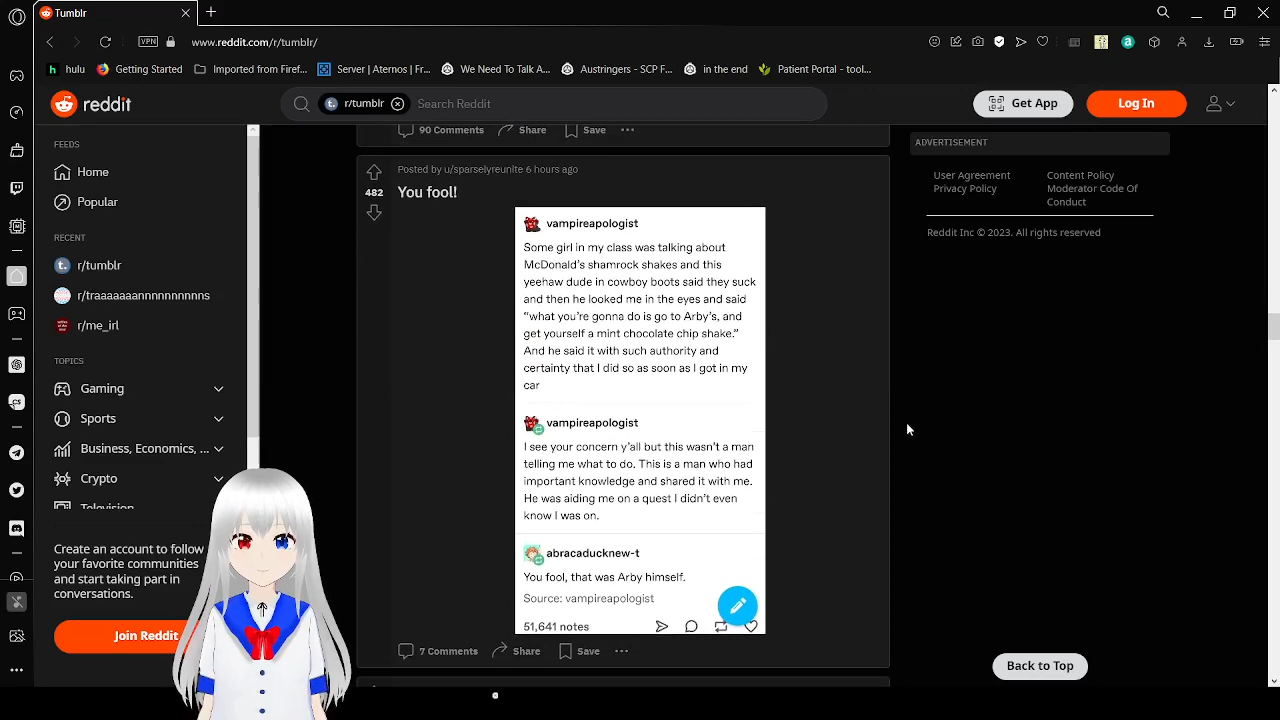 Tumblr
VPN
www.reddit.com/r/tumblr/
hulu
Getting Started
Imported from Firef...
Server | Aternos | Fr...
We Need To Talk A...
Austringers - SCP F...
in the end
Patient Portal - tool...
reddit
r/tumblr
Search Reddit
Get App
Log In
FEEDS
Home
Popular
RECENT
r/tumblr
r/traaaaaaannnnnnnnns
r/me_irl
TOPICS
Gaming
Sports
Business, Economics, ...
Crypto
Television
Create an account to follow
your favorite communities
and start taking part in
conversations.
Join Reddit
90 Comments
Share
Save
Posted by u/sparselyreunite 6 hours ago
482
You fool!
vampireapologist
Some girl in my class was talking about
McDonald's shamrock shakes and this
yeehaw dude in cowboy boots said they suck
and then he looked me in the eyes and said
"what you're gonna do is go to Arby's, and
get yourself a mint chocolate chip shake."
And he said it with such authority and
certainty that I did so as soon as I got in my
car
vampireapologist
I see your concern y'all but this wasn't a man
telling me what to do. This is a man who had
important knowledge and shared it with me.
He was aiding me on a quest I didn't even
know I was on.
abracaducknew-t
You fool, that was Arby himself.
Source: vampireapologist
51,641 notes
7 Comments
Share
Save
ADVERTISEMENT
User Agreement
Privacy Policy
Content Policy
Moderator Code Of
Conduct
Reddit Inc © 2023. All rights reserved
Back to Top